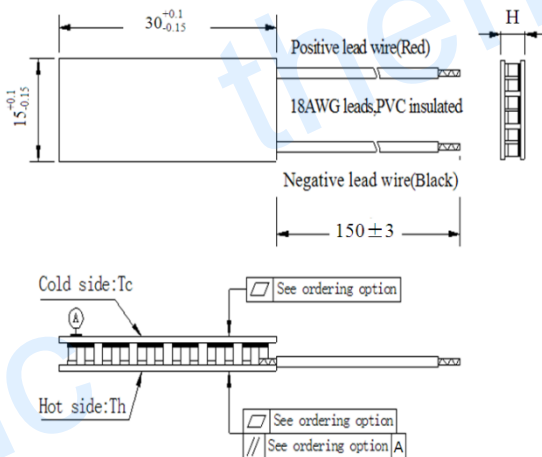 30 +0.1 -0.15
H
Positive lead wire(Red)
15 +0.1 -0.15
18AWG leads,PVC insulated
Negative lead wire(Black)
150±3
Cold side:Tc
⏥ See ordering option
A
Hot side:Th
⏥ See ordering option
// See ordering option A